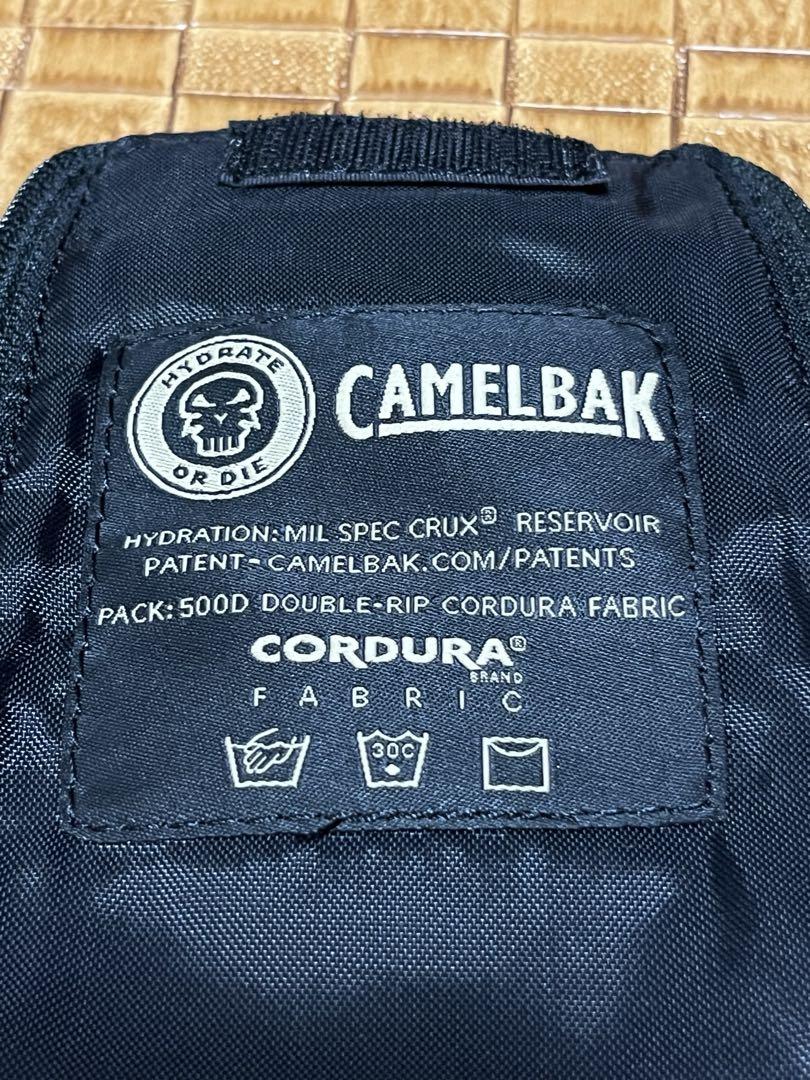 HYDRATE
OR DIE
CAMELBAK
HYDRATION: MIL SPEC CRUX® RESERVOIR
PATENT- CAMELBAK.COM/PATENTS
PACK: 500D DOUBLE-RIP CORDURA FABRIC
CORDURA®
BRAND
FABRIC
30C